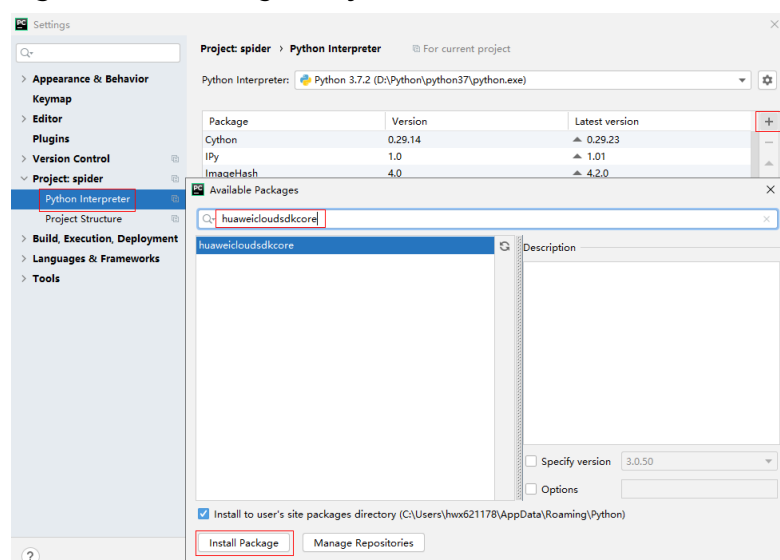 Settings
Project: spider › Python Interpreter For current project
Appearance & Behavior
Python Interpreter: Python 3.7.2 (D:\Python\python37\python.exe)
Keymap
Editor
Package Version Latest version
Plugins
Cython 0.29.14 0.29.23
Version Control
IPy 1.0 1.01
Project: spider
ImageHash 4.0 4.2.0
Python Interpreter
Project Structure
Build, Execution, Deployment
Languages & Frameworks
Tools
Available Packages
huaweicloudsdkcore
huaweicloudsdkcore
Description
Specify version 3.0.50
Options
Install to user's site packages directory (C:\Users\hwx621178\AppData\Roaming\Python)
Install Package Manage Repositories
?